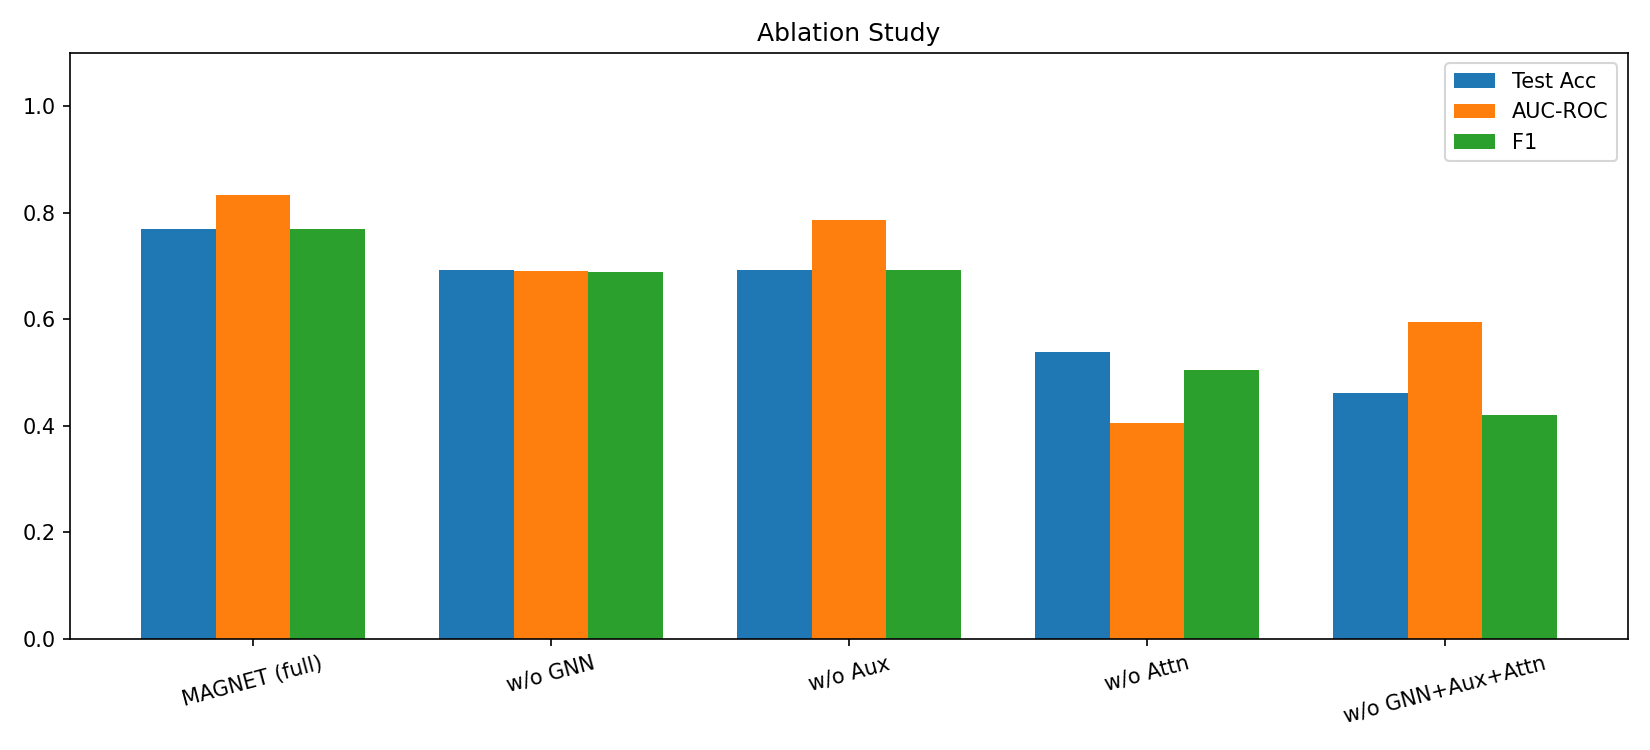 Ablation Study
Test Acc
AUC-ROC
F1
1.0
0.8
0.6
0.4
0.2
0.0
MAGNET (full)
w/o GNN
w/o Aux
w/o Attn
w/o GNN+Aux+Attn